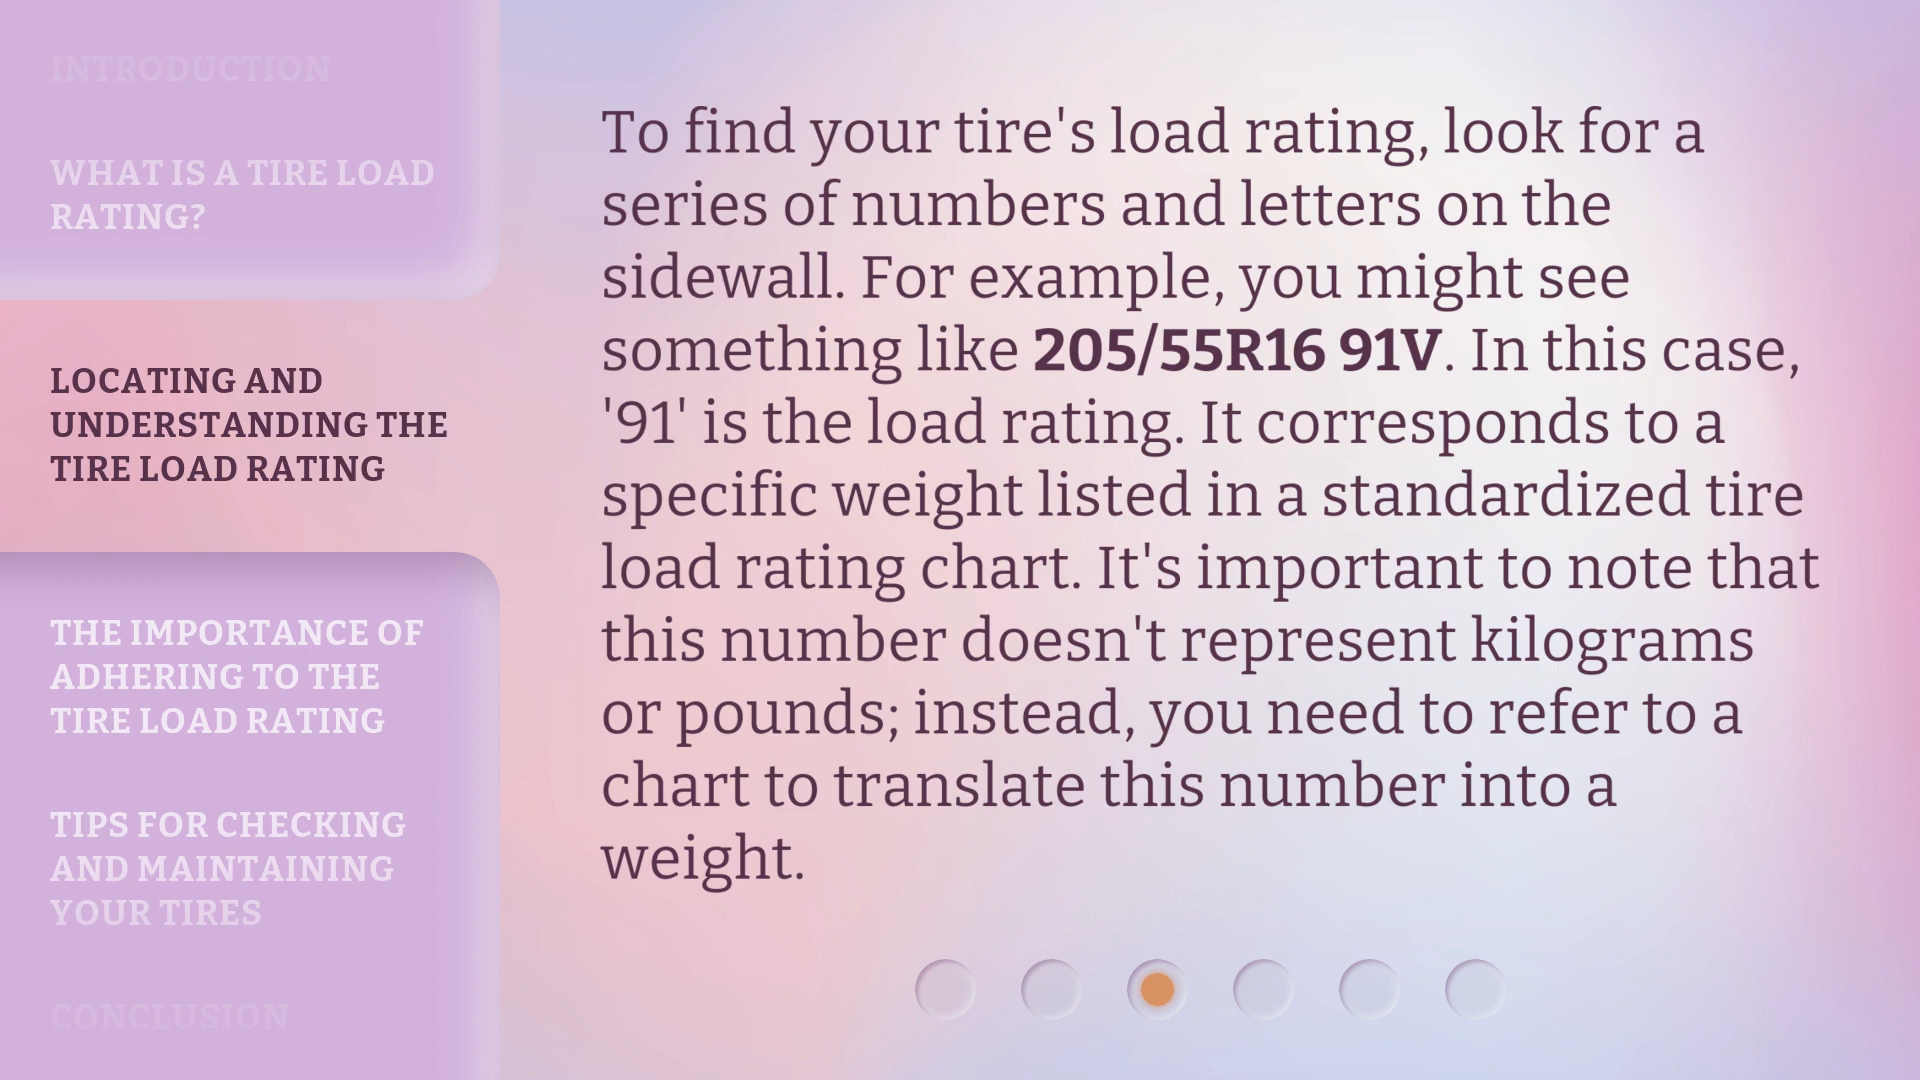 INTRODUCTION
WHAT IS A TIRE LOAD
RATING?
LOCATING AND
UNDERSTANDING THE
TIRE LOAD RATING
THE IMPORTANCE OF
ADHERING TO THE
TIRE LOAD RATING
TIPS FOR CHECKING
AND MAINTAINING
YOUR TIRES
CONCLUSION
To find your tire's load rating, look for a
series of numbers and letters on the
sidewall. For example, you might see
something like 205/55R16 91V. In this case,
'91' is the load rating. It corresponds to a
specific weight listed in a standardized tire
load rating chart. It's important to note that
this number doesn't represent kilograms
or pounds; instead, you need to refer to a
chart to translate this number into a
weight.